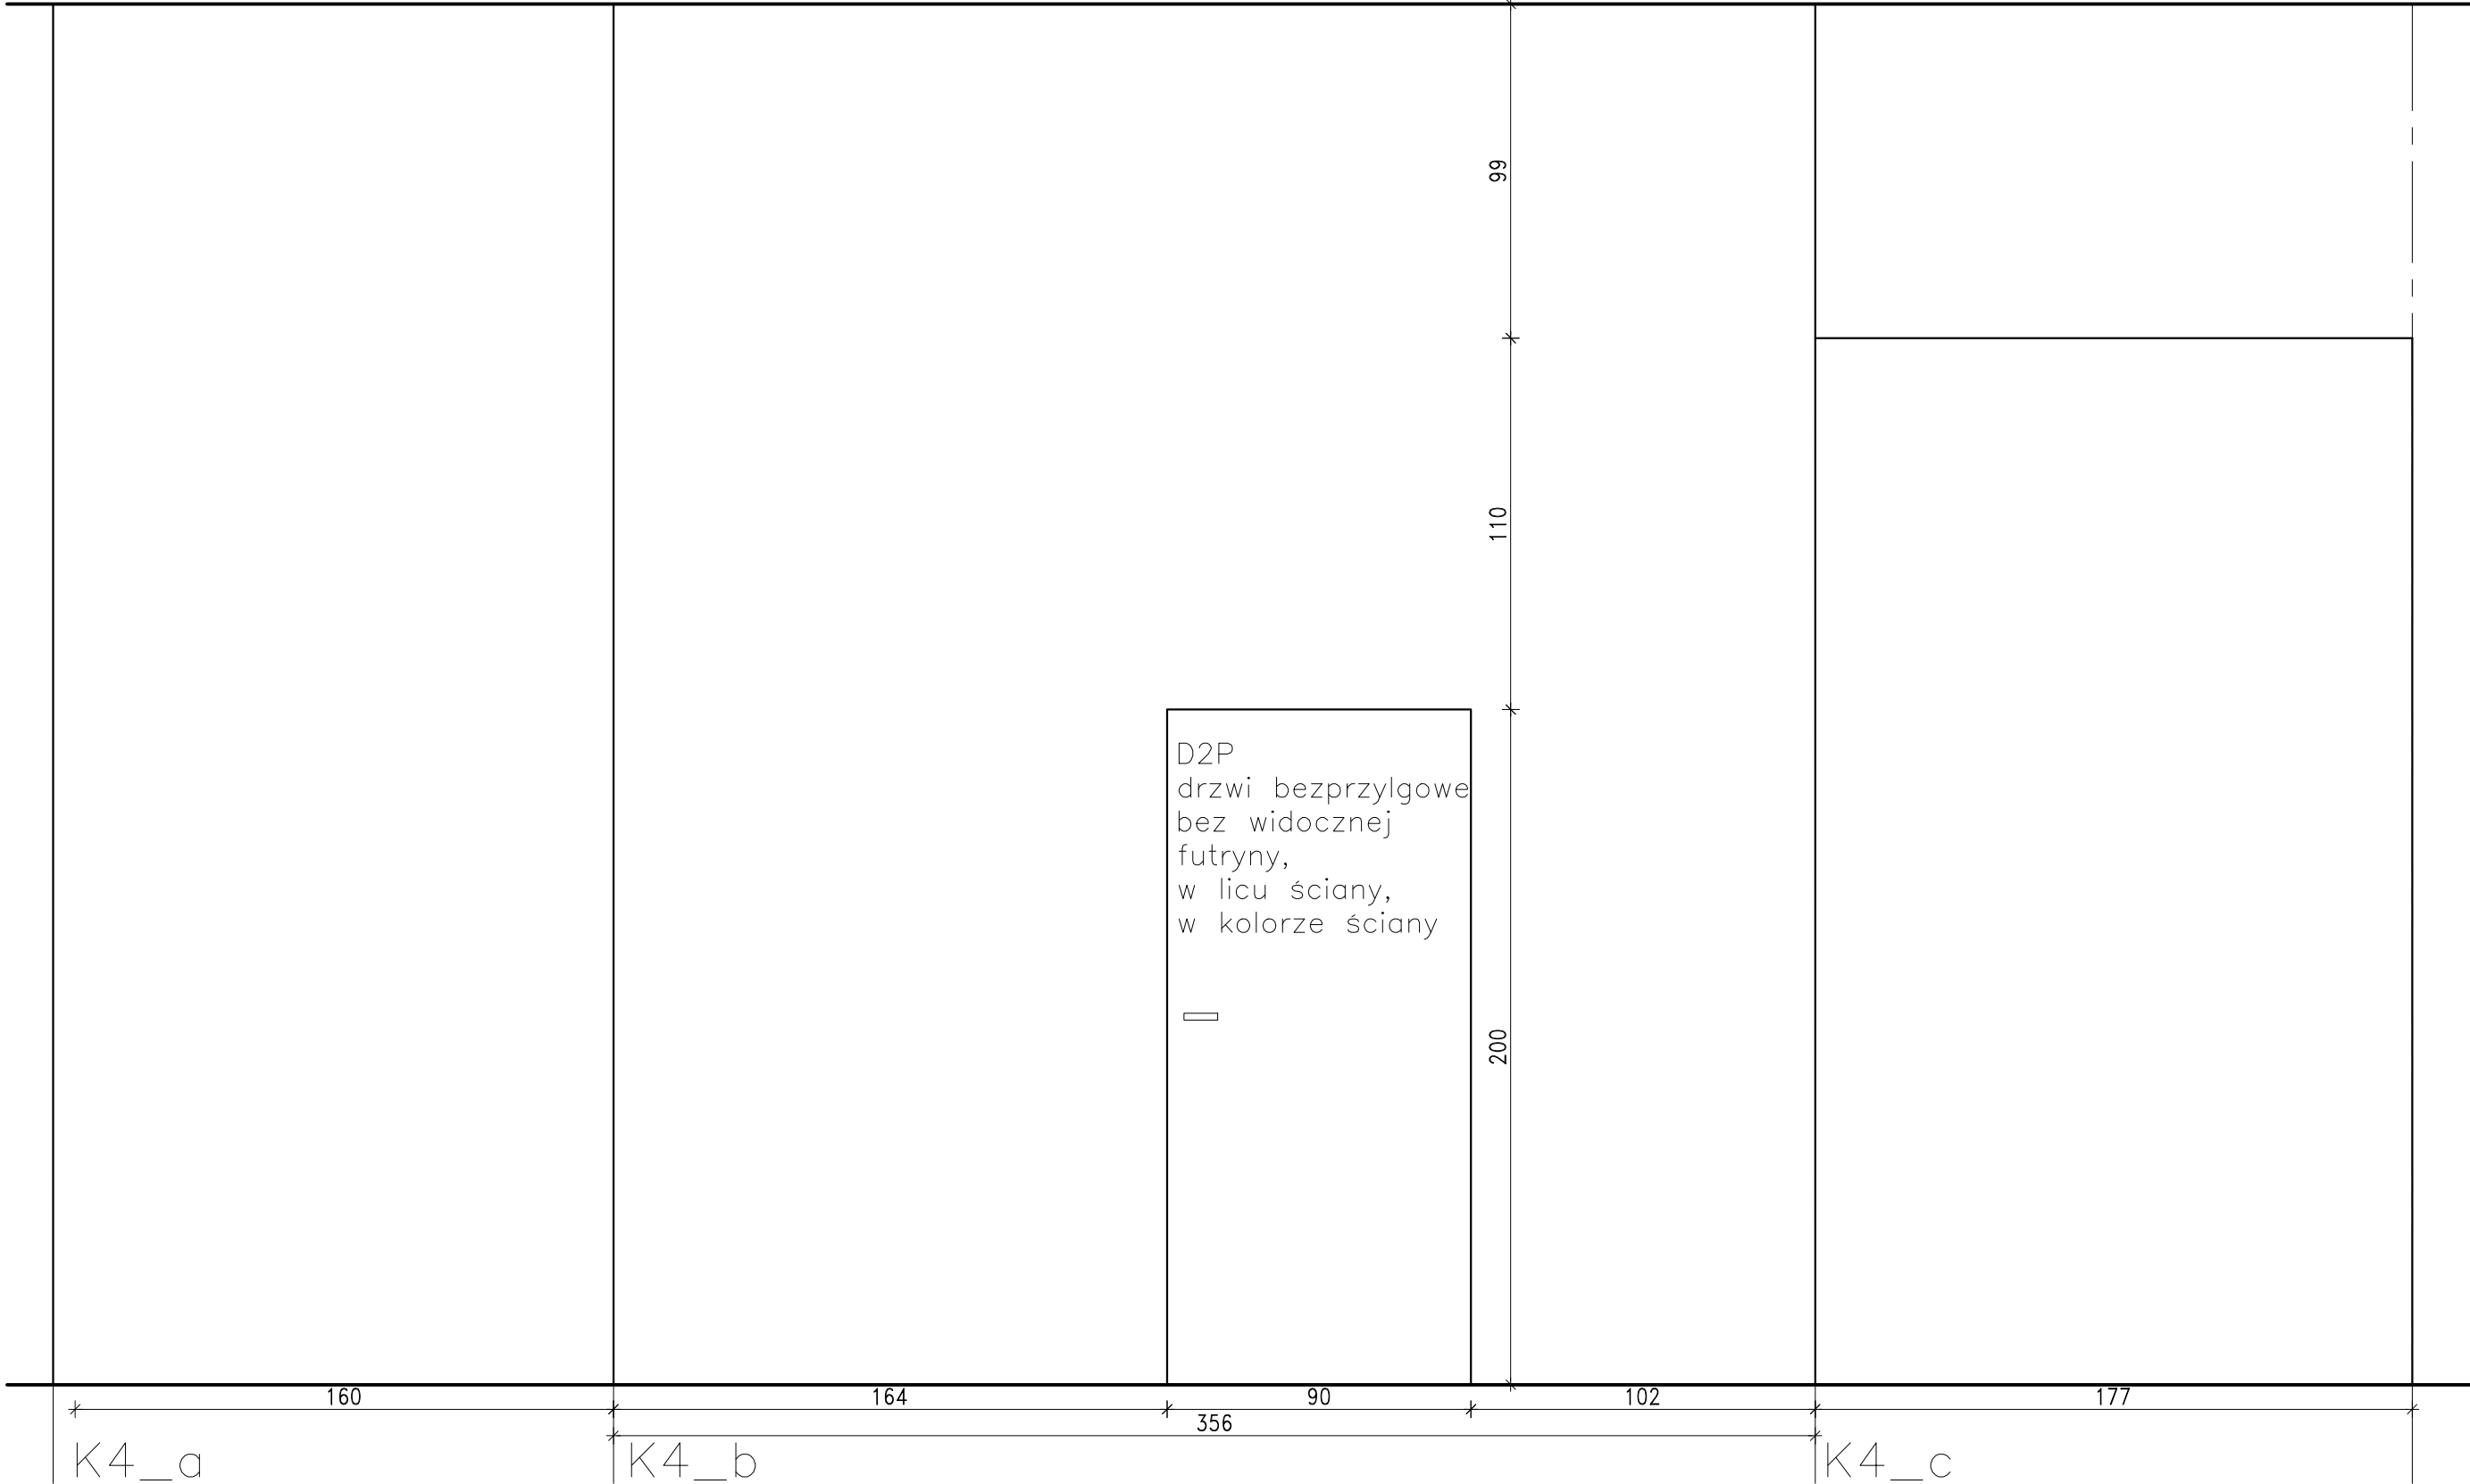 99
110
D2P
drzwi bezprzylgowe
bez widocznej
futryny,
w licu ściany,
w kolorze ściany
200
160
164
90
102
177
356
K4_a
K4_b
K4_c